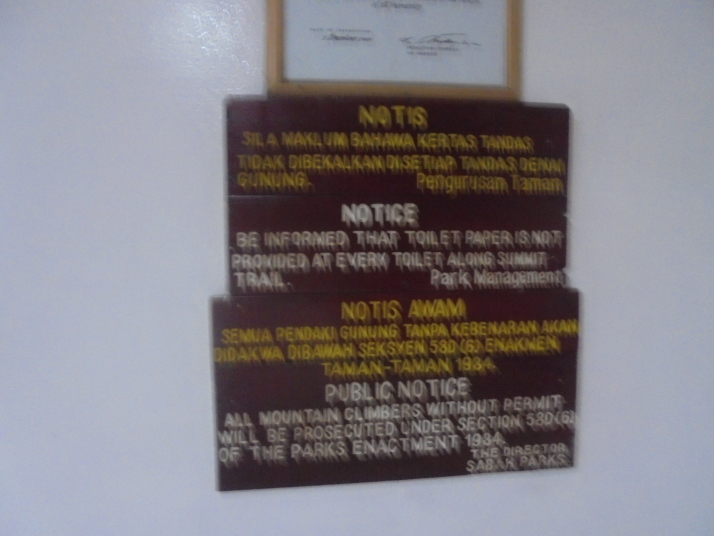 NOTIS
SILA MAKLUM BAHAWA KERTAS TANDAS
TIDAK DIBEKALKAN DISETIAP TANDAS DENAI
GUNUNG. Pengurusan Taman
NOTICE
BE INFORMED THAT TOILET PAPER IS NOT
PROVIDED AT EVERY TOILET ALONG SUMMIT
TRAIL. Park Management
NOTIS AWAM
SEMUA PENDAKI GUNUNG TANPA KEBENARAN AKAN
DIDAKWA DIBAWAH SEKSYEN 58D (6) ENAKMEN
TAMAN-TAMAN 1984.
PUBLIC NOTICE
ALL MOUNTAIN CLIMBERS WITHOUT PERMIT
WILL BE PROSECUTED UNDER SECTION 58D (6)
OF THE PARKS ENACTMENT 1984.
THE DIRECTOR
SABAH PARKS.